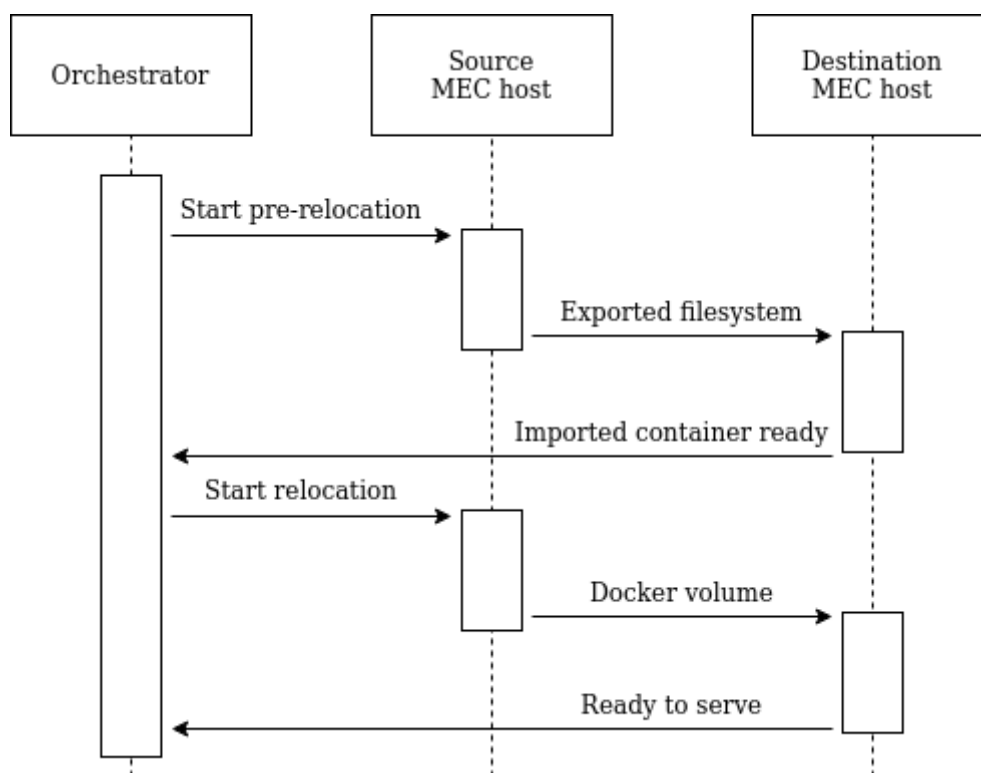 Orchestrator
Source
MEC host
Destination
MEC host
Start pre-relocation
Exported filesystem
Imported container ready
Start relocation
Docker volume
Ready to serve